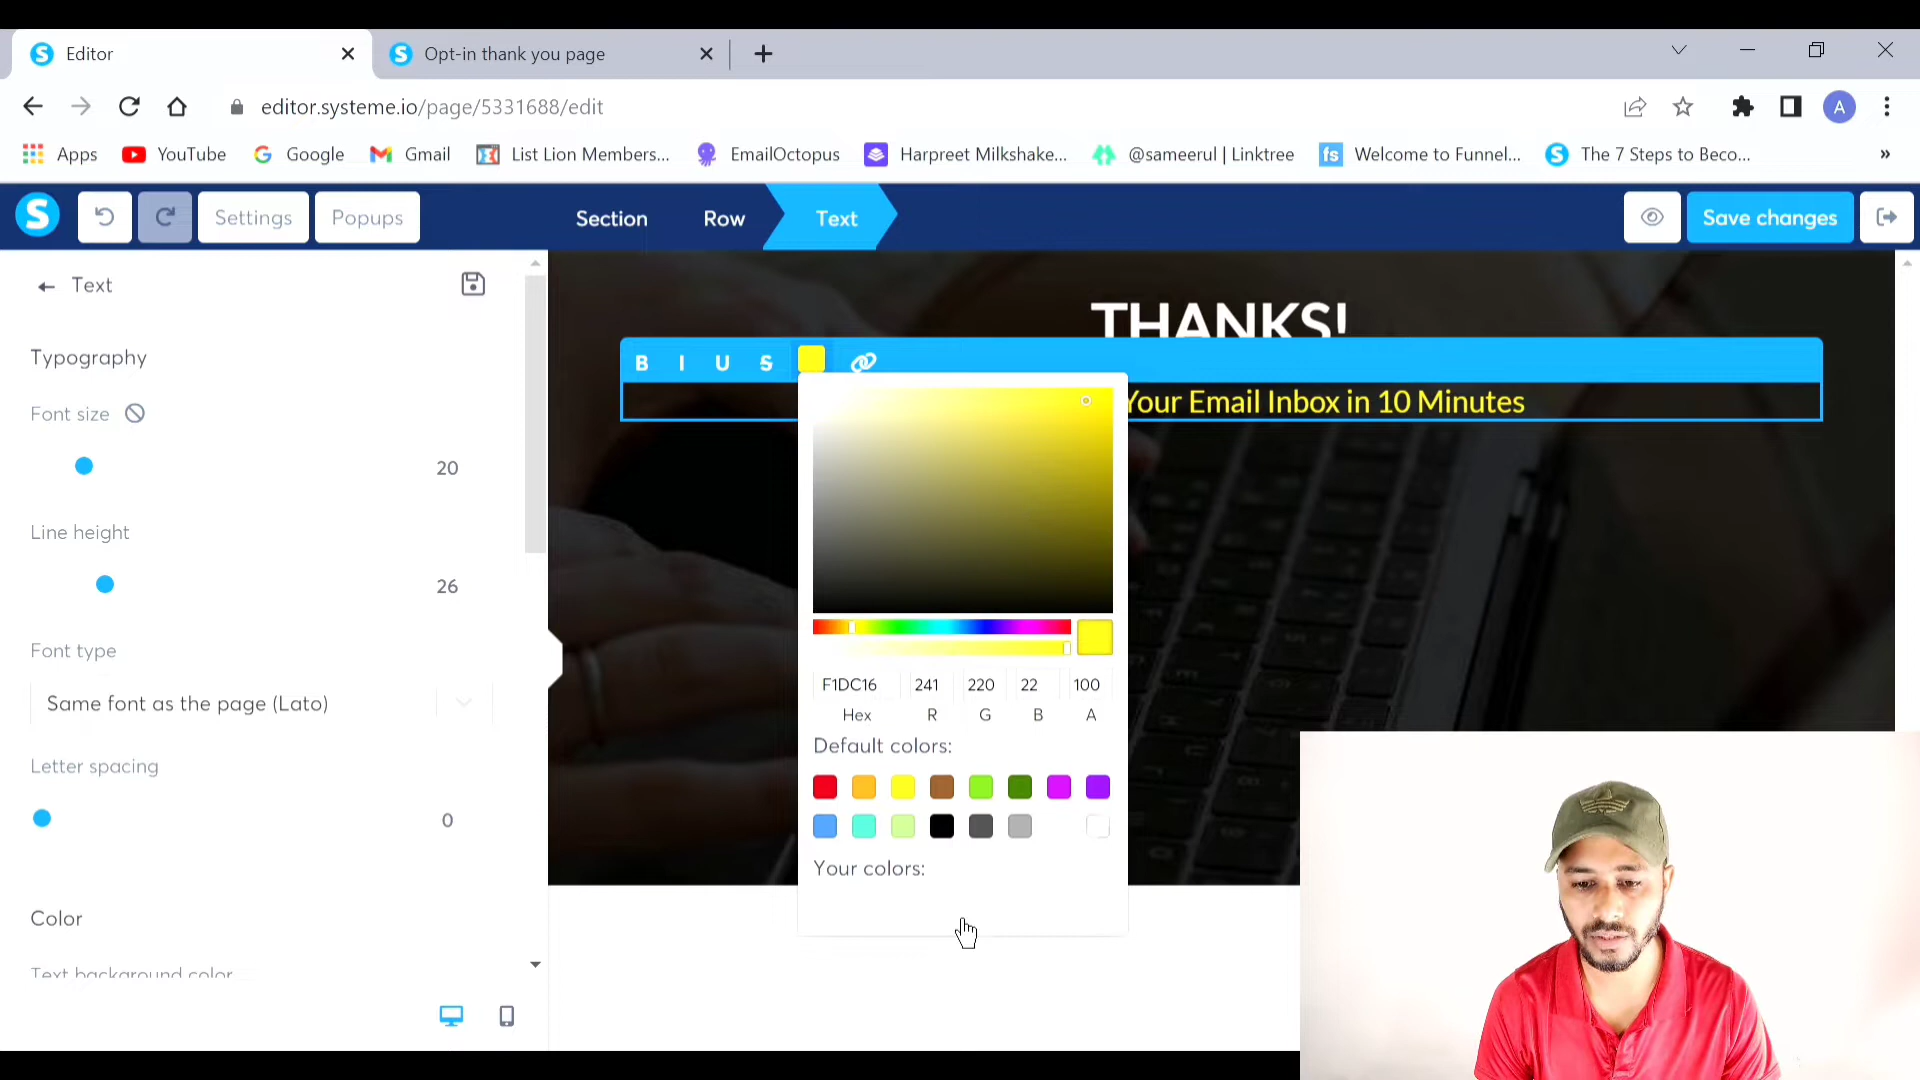 Editor
Opt-in thank you page
editor.systeme.io/page/5331688/edit
A
Apps
YouTube
Google
Gmail
List Lion Members...
EmailOctopus
Harpreet Milkshake...
@sameerul | Linktree
fs
Welcome to Funnel...
The 7 Steps to Beco...
»
S
Settings
Popups
Section
Row
Text
Save changes
Text
Typography
Font size
20
Line height
26
Font type
Same font as the page (Lato)
Letter spacing
0
Color
Text background color
THANKS!
B I U S
Your Email Inbox in 10 Minutes
F1DC16 241 220 22 100
Hex R G B A
Default colors:
Your colors: